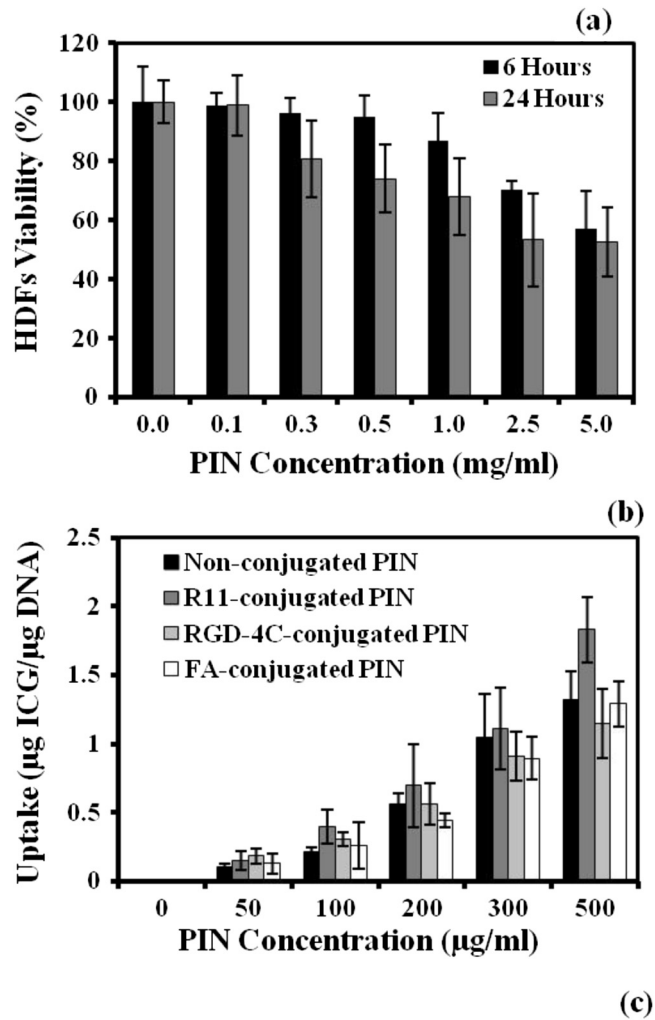 (a)
120
100
80
60
40
20
0
HDFs Viability (%)
6 Hours
24 Hours
0.0 0.1 0.3 0.5 1.0 2.5 5.0
PIN Concentration (mg/ml)
(b)
2.5
2
1.5
1
0.5
0
Uptake (µg ICG/µg DNA)
Non-conjugated PIN
R11-conjugated PIN
RGD-4C-conjugated PIN
FA-conjugated PIN
0 50 100 200 300 500
PIN Concentration (µg/ml)
(c)